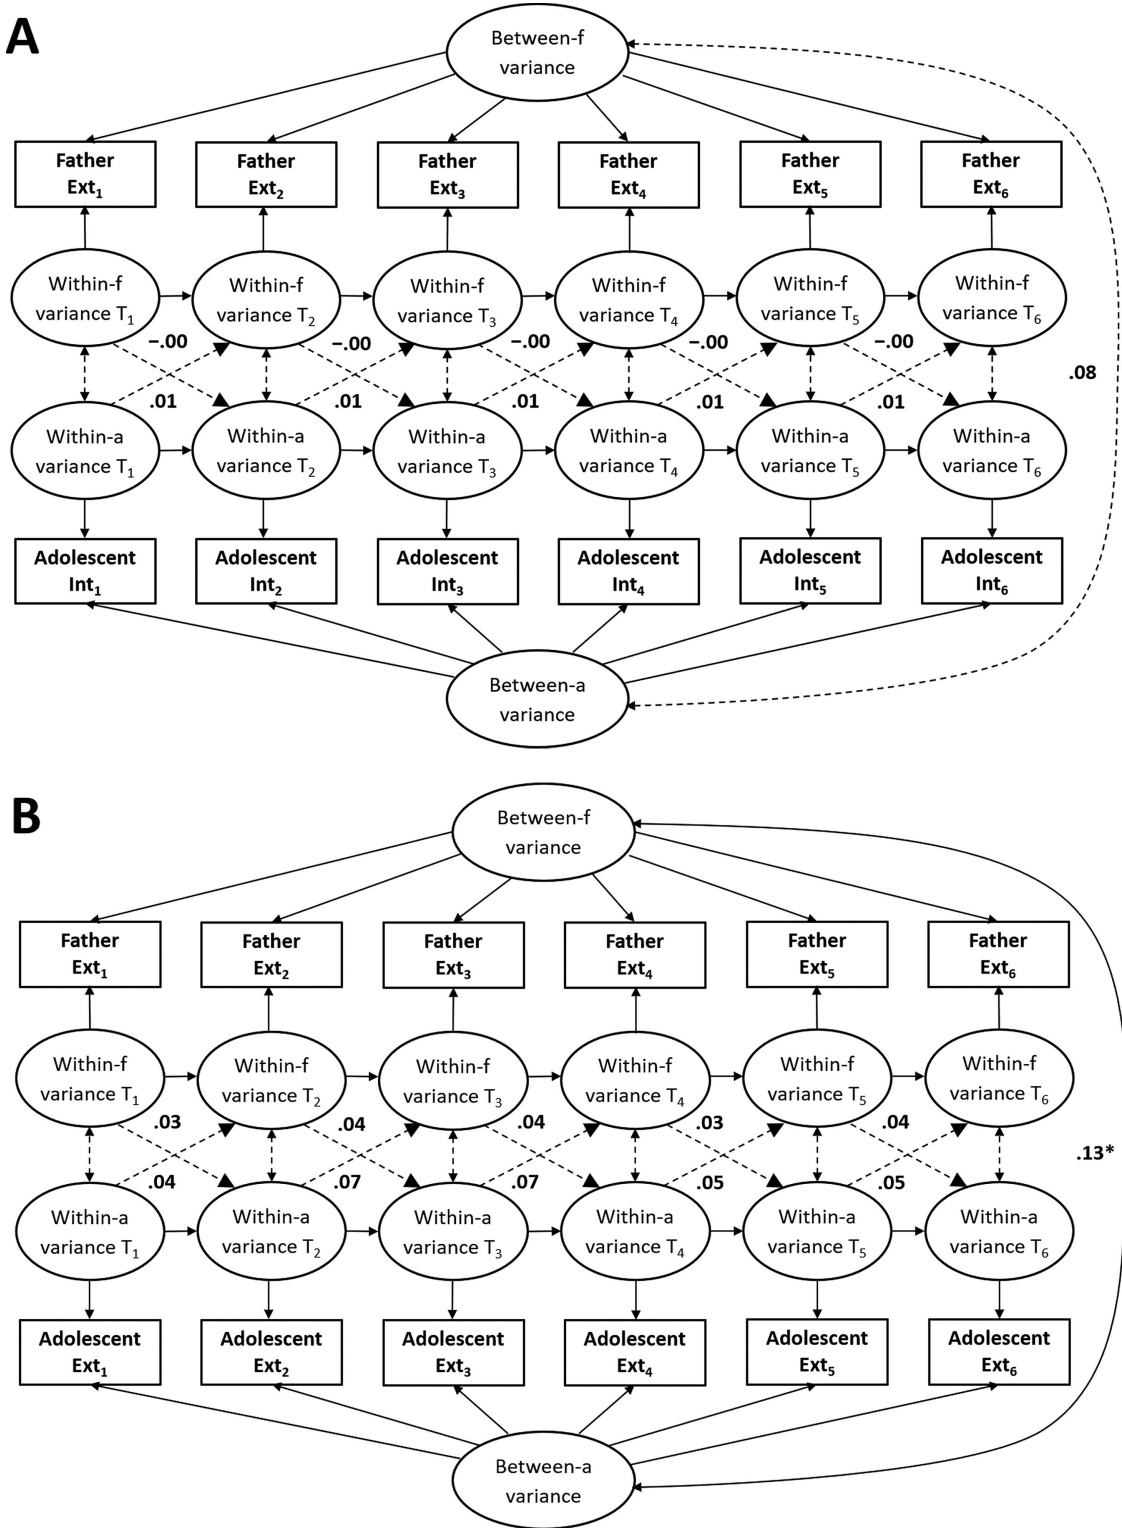 A
Between-f
variance
Father
Ext1
Father
Ext2
Father
Ext3
Father
Ext4
Father
Ext5
Father
Ext6
Within-f
variance T1
Within-f
variance T2
Within-f
variance T3
Within-f
variance T4
Within-f
variance T5
Within-f
variance T6
–.00
–.00
–.00
–.00
–.00
.08
.01
.01
.01
.01
.01
Within-a
variance T1
Within-a
variance T2
Within-a
variance T3
Within-a
variance T4
Within-a
variance T5
Within-a
variance T6
Adolescent
Int1
Adolescent
Int2
Adolescent
Int3
Adolescent
Int4
Adolescent
Int5
Adolescent
Int6
Between-a
variance
B
Between-f
variance
Father
Ext1
Father
Ext2
Father
Ext3
Father
Ext4
Father
Ext5
Father
Ext6
Within-f
variance T1
Within-f
variance T2
Within-f
variance T3
Within-f
variance T4
Within-f
variance T5
Within-f
variance T6
.03
.04
.04
.03
.04
.13*
.04
.07
.07
.05
.05
Within-a
variance T1
Within-a
variance T2
Within-a
variance T3
Within-a
variance T4
Within-a
variance T5
Within-a
variance T6
Adolescent
Ext1
Adolescent
Ext2
Adolescent
Ext3
Adolescent
Ext4
Adolescent
Ext5
Adolescent
Ext6
Between-a
variance